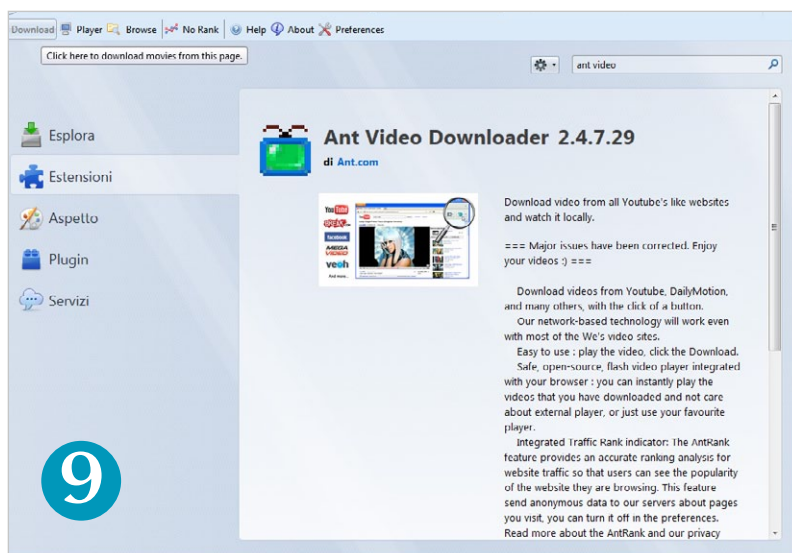 Download Player Browse No Rank Help About Preferences
Click here to download movies from this page.
ant video
Esplora
Estensioni
Aspetto
Plugin
Servizi
Ant Video Downloader 2.4.7.29
di Ant.com
You Tube
facebook
MEGA
VIDEO
veoh
And more...
Download video from all Youtube's like websites
and watch it locally.
=== Major issues have been corrected. Enjoy
your videos :) ===
Download videos from Youtube, DailyMotion,
and many others, with the click of a button.
Our network-based technology will work even
with most of the We's video sites.
Easy to use : play the video, click the Download.
Safe, open-source, flash video player integrated
with your browser : you can instantly play the
videos that you have downloaded and not care
about external player, or just use your favourite
player.
Integrated Traffic Rank indicator: The AntRank
feature provides an accurate ranking analysis for
website traffic so that users can see the popularity
of the website they are browsing. This feature
send anonymous data to our servers about pages
you visit, you can turn it off in the preferences.
Read more about the AntRank and our privacy
9